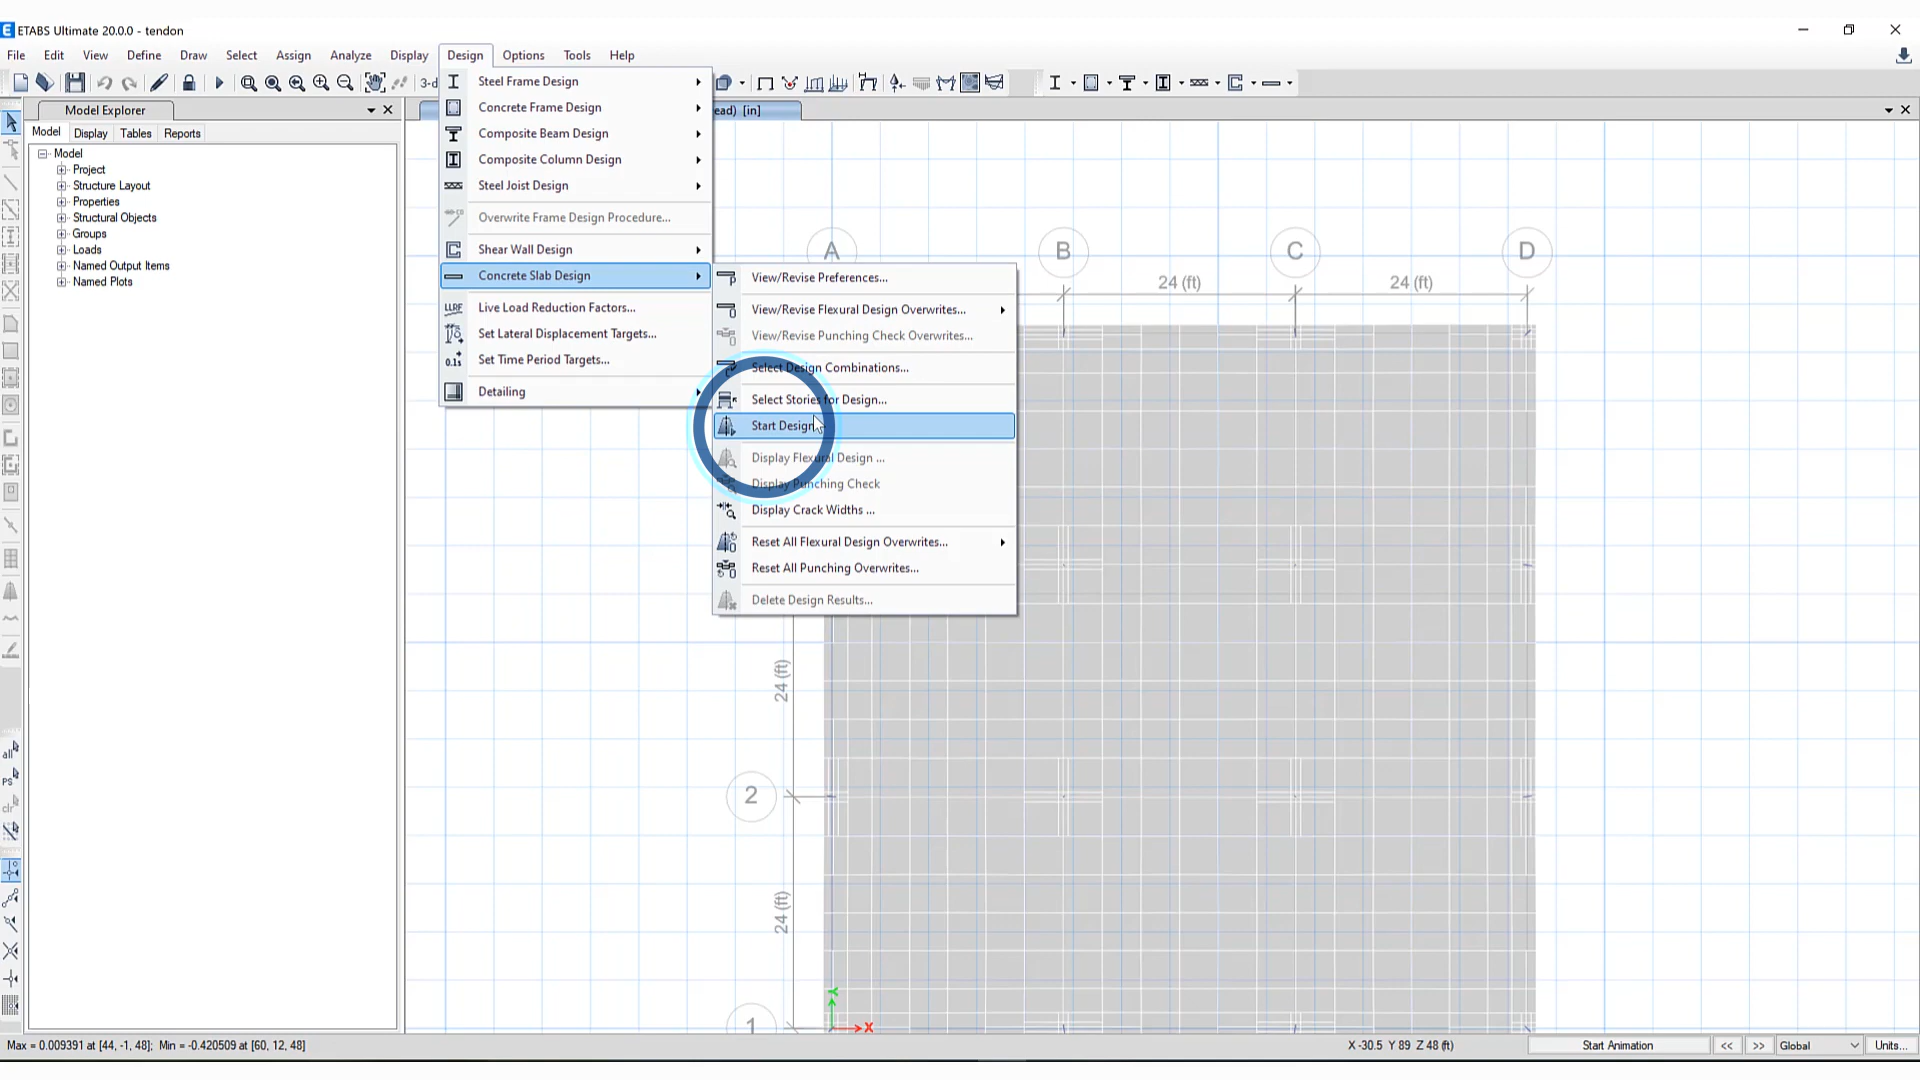 ETABS Ultimate 20.0.0 - tendon
File Edit View Define Draw Select Assign Analyze Display Design Options Tools Help
3-d
Model Explorer
ead) [in]
Model Display Tables Reports
Model
Project
Structure Layout
Properties
Structural Objects
Groups
Loads
Named Output Items
Named Plots
Steel Frame Design
Concrete Frame Design
Composite Beam Design
Composite Column Design
Steel Joist Design
Overwrite Frame Design Procedure...
Shear Wall Design
Concrete Slab Design
LLRF Live Load Reduction Factors...
Set Lateral Displacement Targets...
0.1s Set Time Period Targets...
Detailing
View/Revise Preferences...
View/Revise Flexural Design Overwrites...
View/Revise Punching Check Overwrites...
Select Design Combinations...
Select Stories for Design...
Start Design
Display Flexural Design ...
Display Punching Check
Display Crack Widths ...
Reset All Flexural Design Overwrites...
Reset All Punching Overwrites...
Delete Design Results...
A B C D
24 (ft) 24 (ft)
24 (ft)
2
24 (ft)
1
Y
X
all
PS
clr
Max = 0.009391 at [44, -1, 48]; Min = -0.420509 at [60, 12, 48]
X -30.5 Y 89 Z 48 (ft)
Start Animation
<< >>
Global
Units...